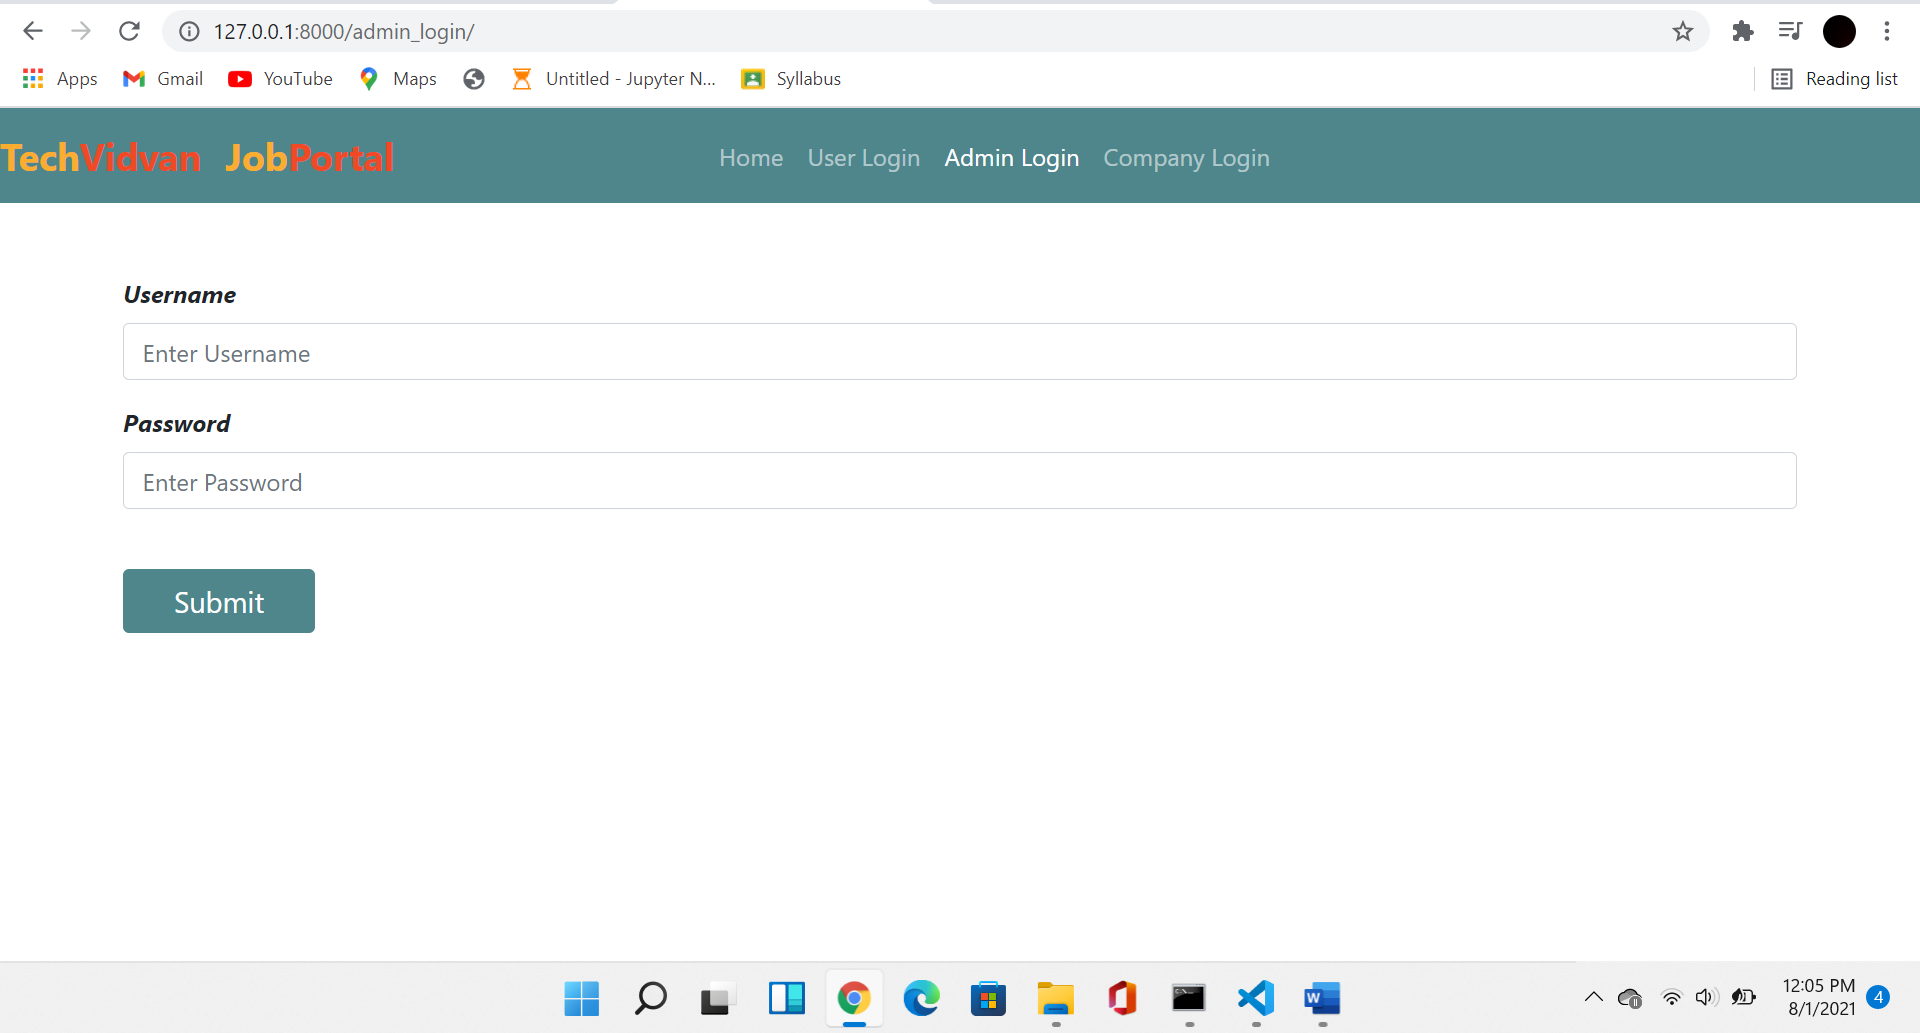 127.0.0.1:8000/admin_login/
Apps Gmail YouTube Maps Untitled - Jupyter N... Syllabus Reading list
TechVidvan JobPortal Home User Login Admin Login Company Login
Username
Enter Username
Password
Enter Password
Submit
12:05 PM
8/1/2021 4